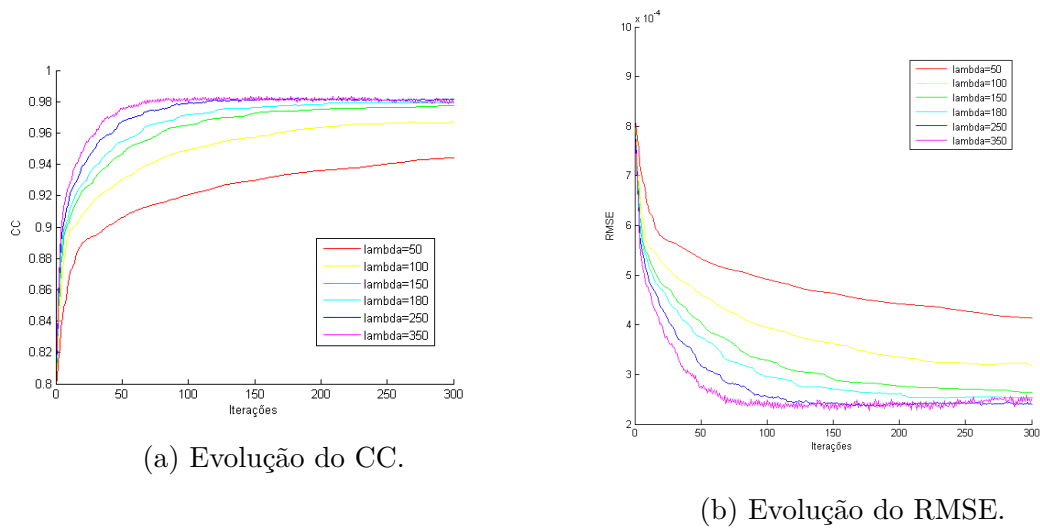 1
0.98
0.96
0.94
0.92
0.9
0.88
0.86
0.84
0.82
0.8
CC
0
50
100
150
200
250
300
Iterações
lambda=50
lambda=100
lambda=150
lambda=180
lambda=250
lambda=350
(a) Evolução do CC.
x 10⁻⁴
10
9
8
7
6
5
4
3
2
RMSE
0
50
100
150
200
250
300
Iterações
lambda=50
lambda=100
lambda=150
lambda=180
lambda=250
lambda=350
(b) Evolução do RMSE.